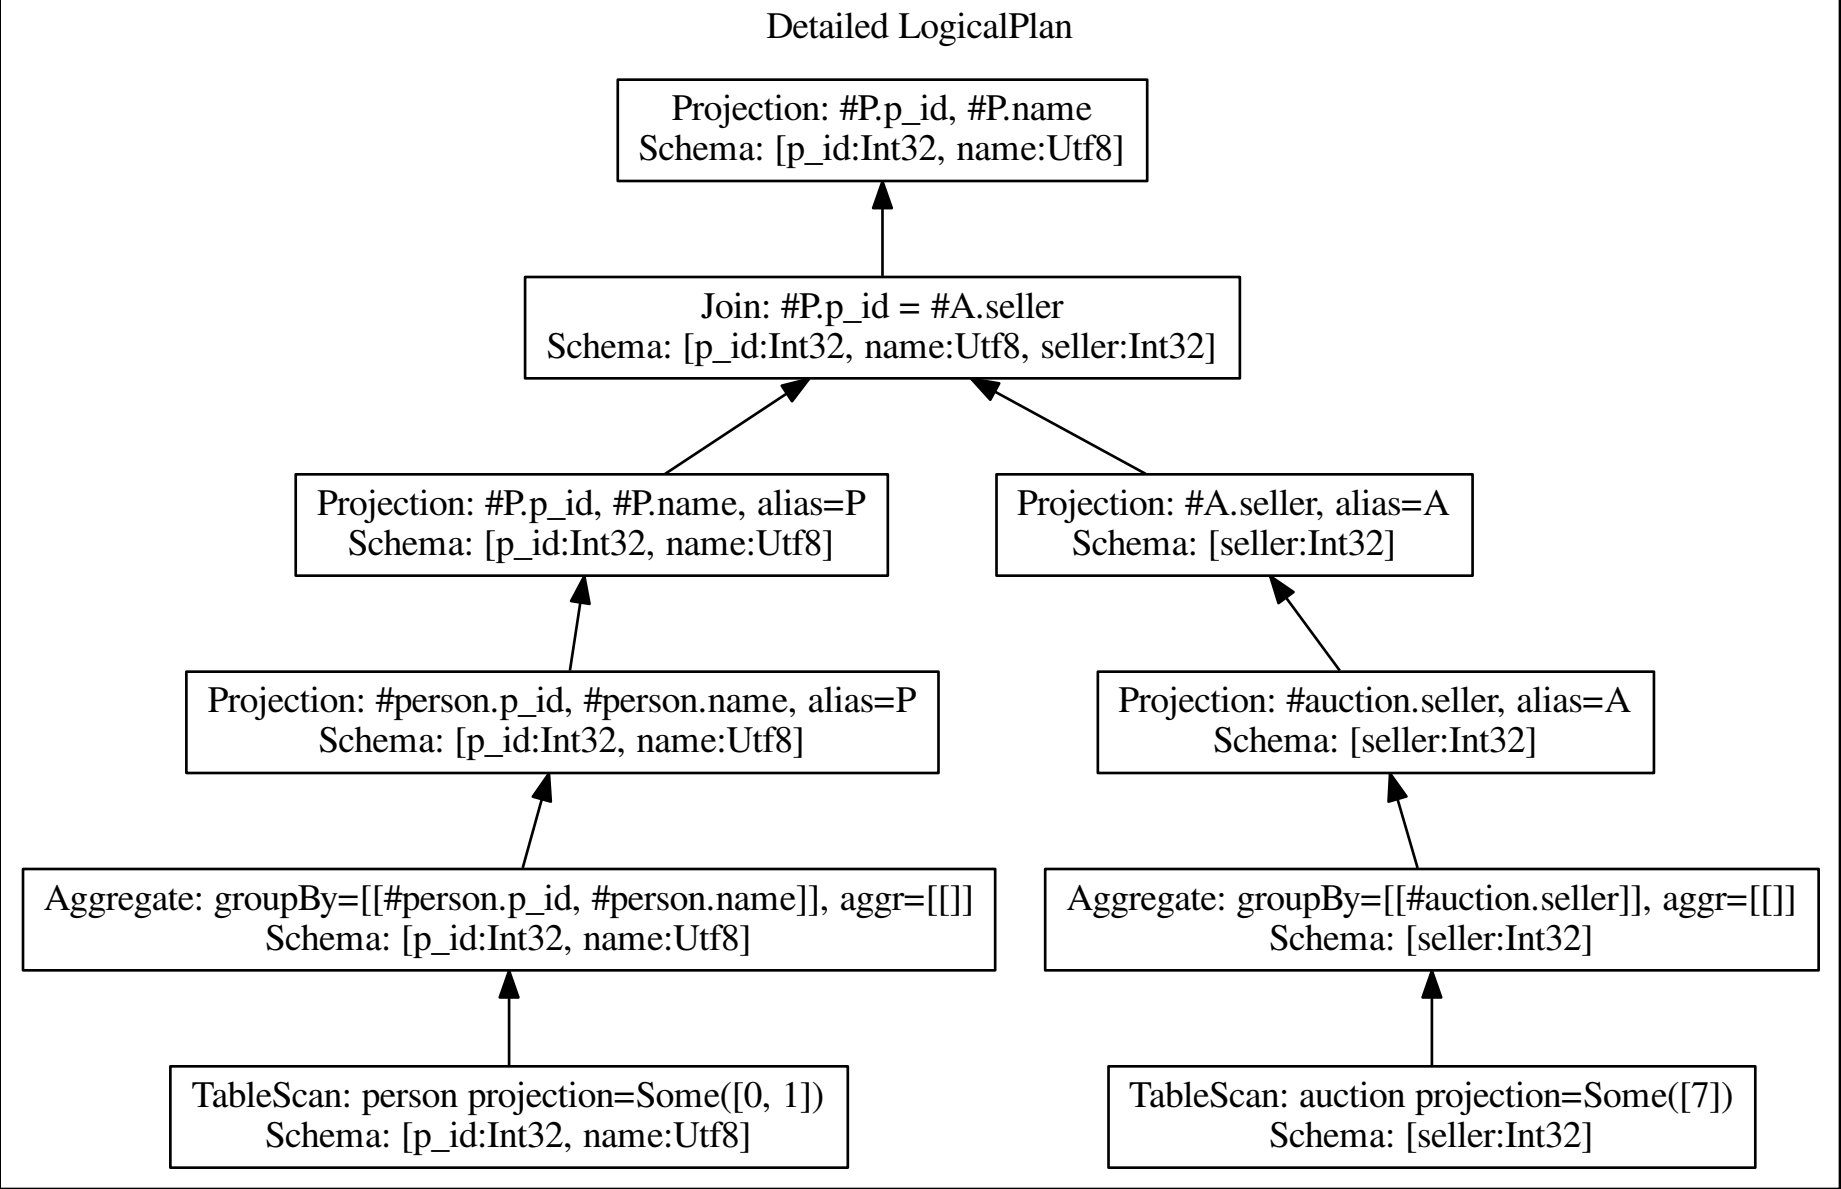 Detailed LogicalPlan
Projection: #P.p_id, #P.name
Schema: [p_id:Int32, name:Utf8]
Join: #P.p_id = #A.seller
Schema: [p_id:Int32, name:Utf8, seller:Int32]
Projection: #P.p_id, #P.name, alias=P
Schema: [p_id:Int32, name:Utf8]
Projection: #A.seller, alias=A
Schema: [seller:Int32]
Projection: #person.p_id, #person.name, alias=P
Schema: [p_id:Int32, name:Utf8]
Projection: #auction.seller, alias=A
Schema: [seller:Int32]
Aggregate: groupBy=[[#person.p_id, #person.name]], aggr=[[]]
Schema: [p_id:Int32, name:Utf8]
Aggregate: groupBy=[[#auction.seller]], aggr=[[]]
Schema: [seller:Int32]
TableScan: person projection=Some([0, 1])
Schema: [p_id:Int32, name:Utf8]
TableScan: auction projection=Some([7])
Schema: [seller:Int32]